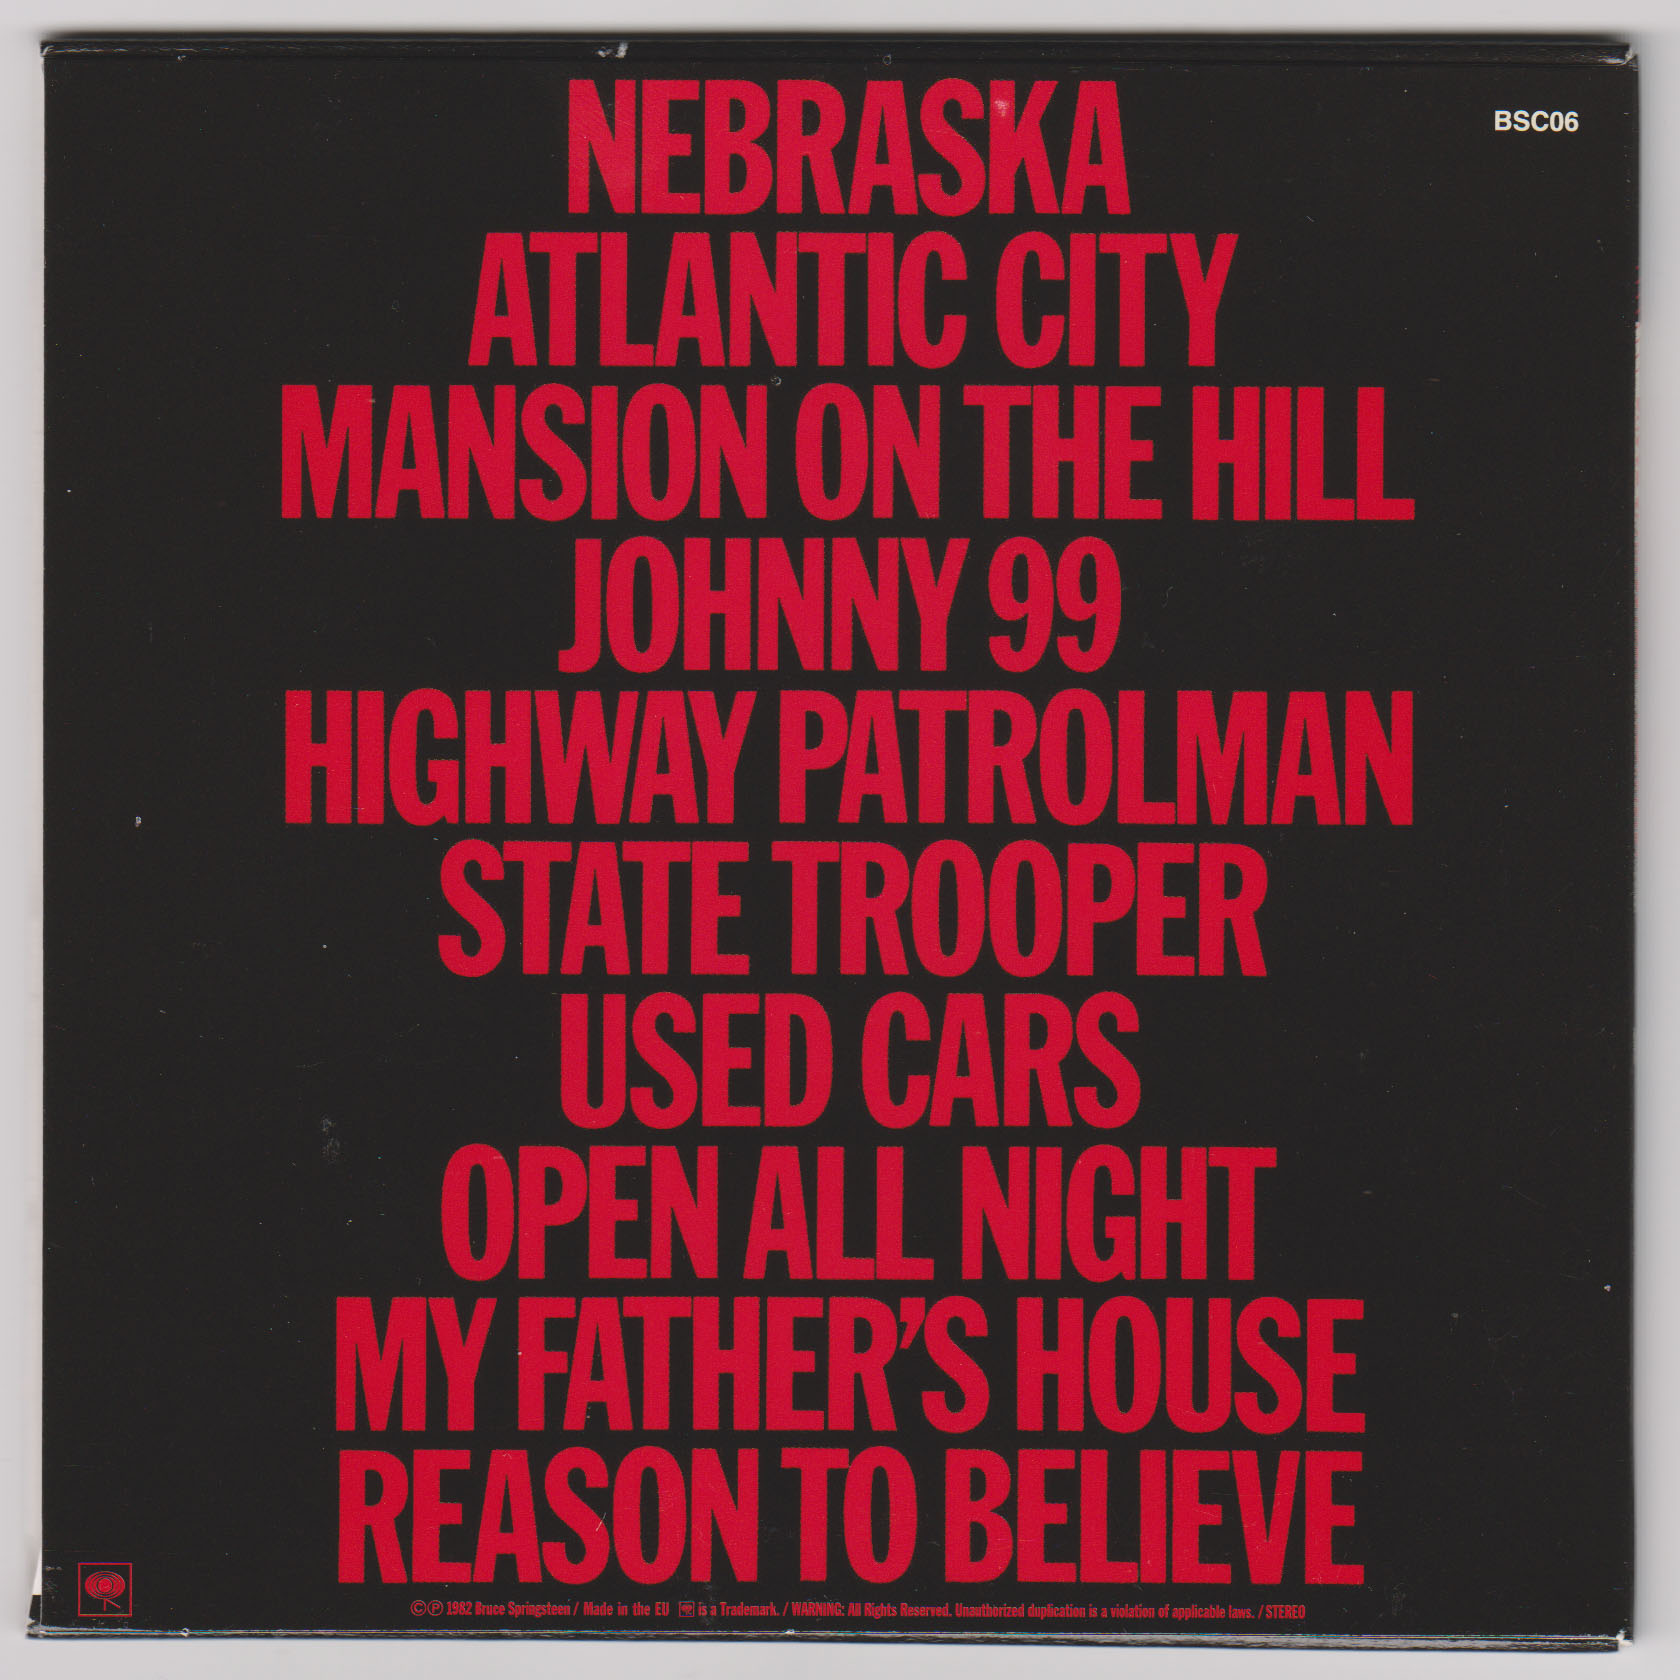 NEBRASKA
BSC06
ATLANTIC CITY
MANSION ON THE HILL
JOHNNY 99
HIGHWAY PATROLMAN
STATE TROOPER
USED CARS
OPEN ALL NIGHT
MY FATHER'S HOUSE
REASON TO BELIEVE
©℗ 1982 Bruce Springsteen / Made in the EU is a Trademark. / WARNING: All Rights Reserved. Unauthorized duplication is a violation of applicable laws. / STEREO